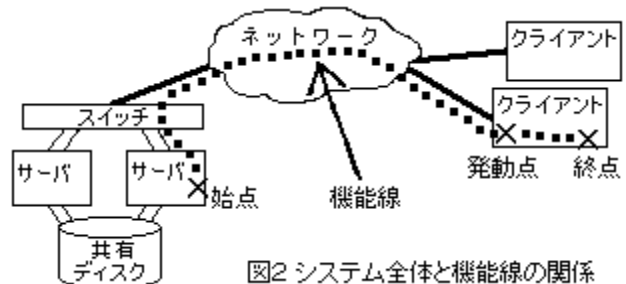 ネットワーク
クライアント
クライアント
スイッチ
サーバ
サーバ
発動点
終点
始点
機能線
共有
ディスク
図2 システム全体と機能線の関係